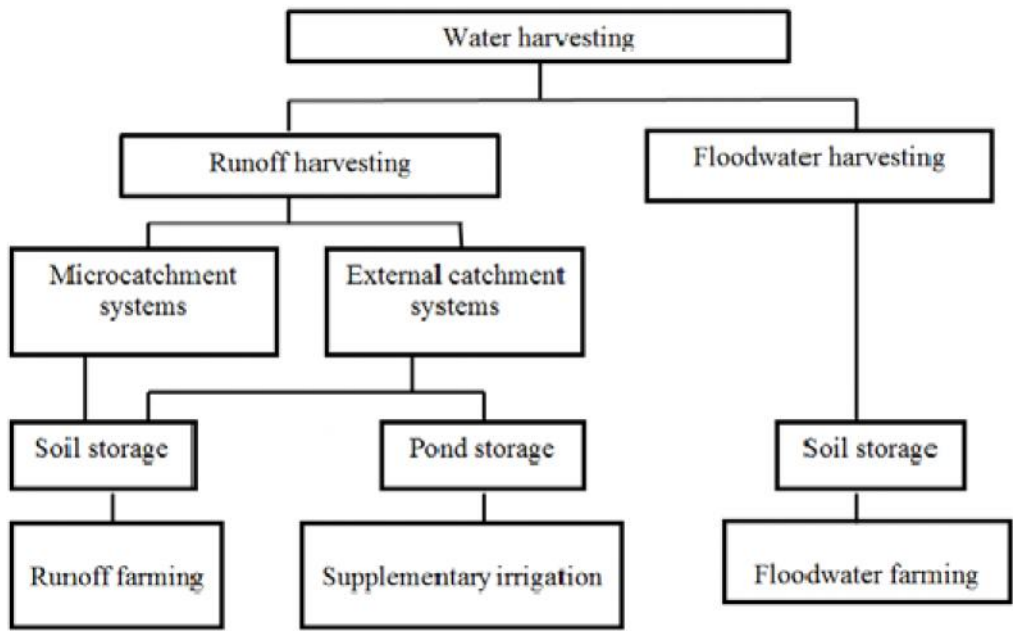 Water harvesting
Runoff harvesting
Floodwater harvesting
Microcatchment
systems
External catchment
systems
Soil storage
Pond storage
Soil storage
Runoff farming
Supplementary irrigation
Floodwater farming